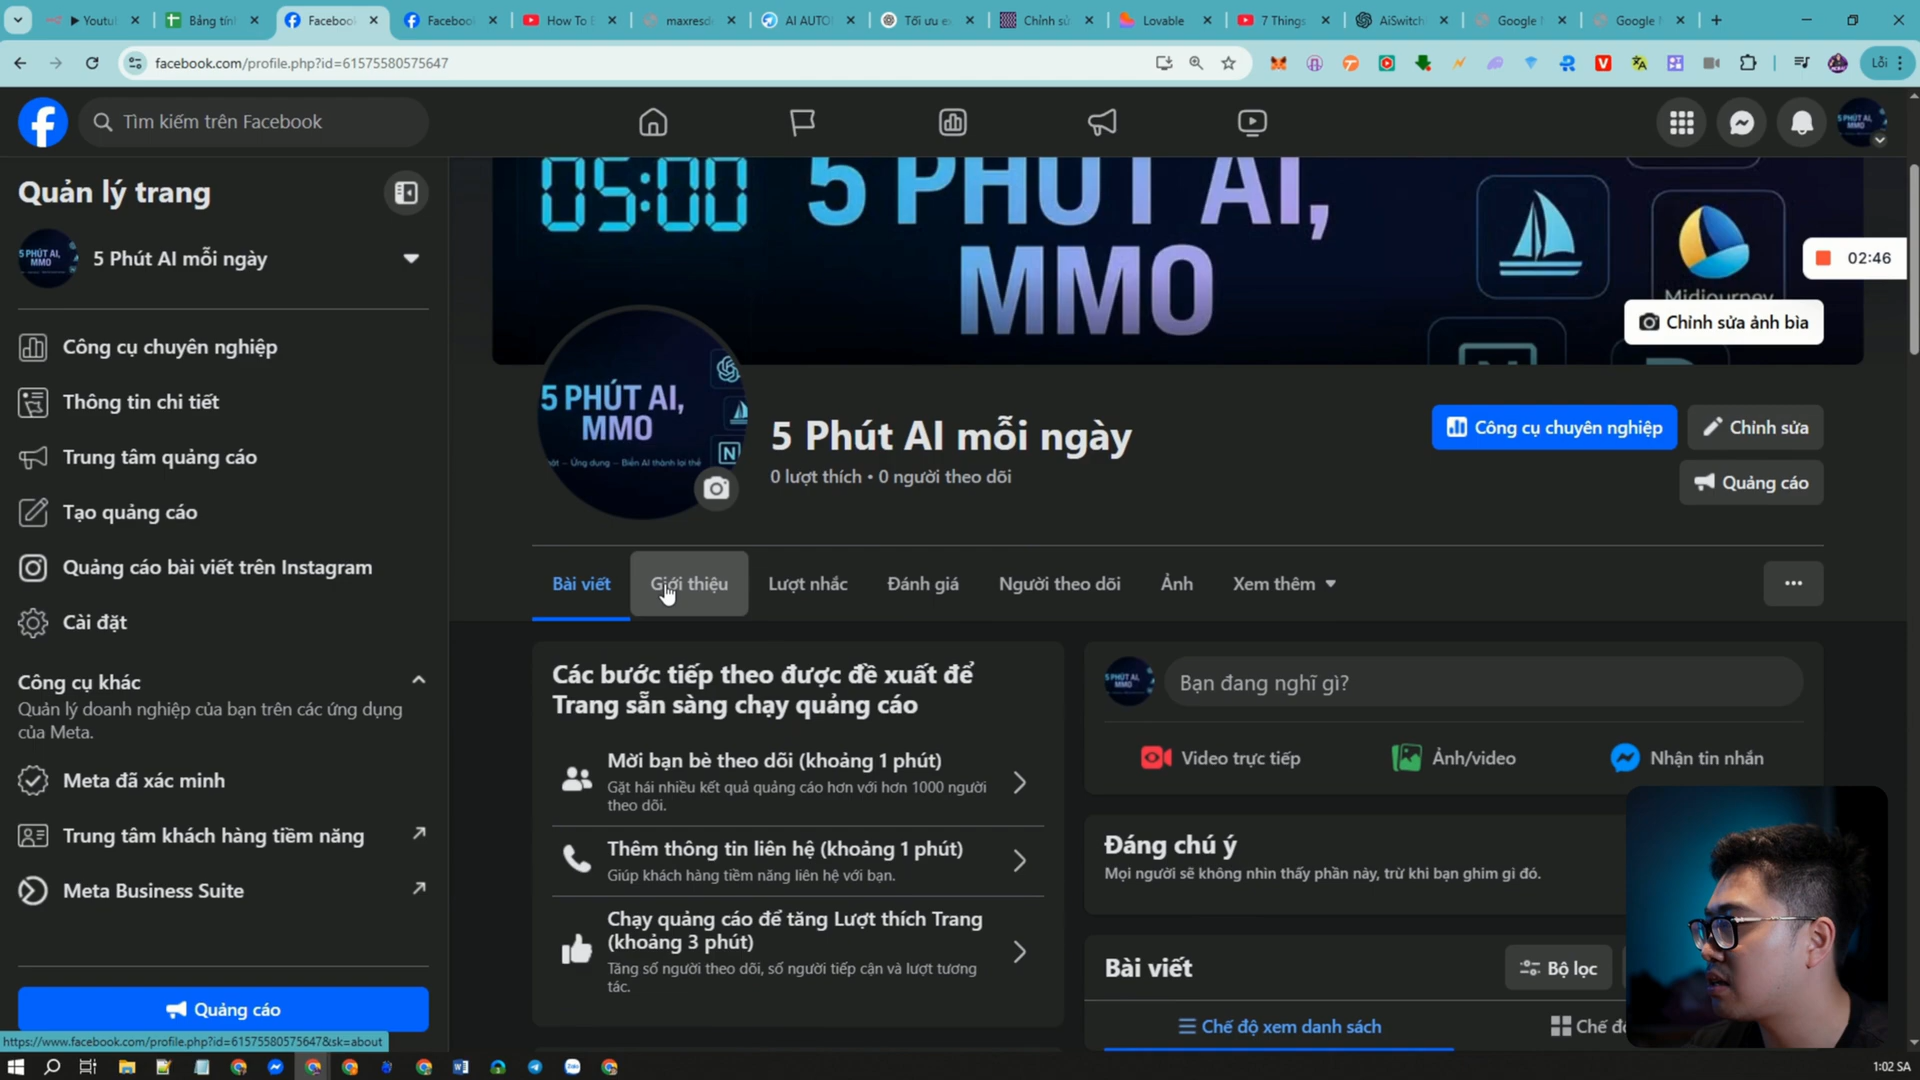 ▶ Youtul
Bảng tính
Faceboo
Faceboo
How To E
maxresd
AI AUTO
Tối ưu e
Chỉnh sử
Lovable
7 Things
AiSwitch
Google
Google
facebook.com/profile.php?id=61575580575647
Lỗi
Tìm kiếm trên Facebook
Quản lý trang
5 Phút AI mỗi ngày
Công cụ chuyên nghiệp
Thông tin chi tiết
Trung tâm quảng cáo
Tạo quảng cáo
Quảng cáo bài viết trên Instagram
Cài đặt
Công cụ khác
Quản lý doanh nghiệp của bạn trên các ứng dụng
của Meta.
Meta đã xác minh
Trung tâm khách hàng tiềm năng
Meta Business Suite
Quảng cáo
https://www.facebook.com/profile.php?id=61575580575647&sk=about
05:00
5 PHÚT AI,
MMO
Midjourney
02:46
Chỉnh sửa ảnh bìa
5 PHÚT AI,
MMO
5 Phút AI mỗi ngày
0 lượt thích • 0 người theo dõi
Công cụ chuyên nghiệp
Chỉnh sửa
Quảng cáo
Bài viết
Giới thiệu
Lượt nhắc
Đánh giá
Người theo dõi
Ảnh
Xem thêm
Các bước tiếp theo được đề xuất để
Trang sẵn sàng chạy quảng cáo
Mời bạn bè theo dõi (khoảng 1 phút)
Gặt hái nhiều kết quả quảng cáo hơn với hơn 1000 người
theo dõi.
Thêm thông tin liên hệ (khoảng 1 phút)
Giúp khách hàng tiềm năng liên hệ với bạn.
Chạy quảng cáo để tăng Lượt thích Trang
(khoảng 3 phút)
Tăng số người theo dõi, số người tiếp cận và lượt tương
tác.
Bạn đang nghĩ gì?
Video trực tiếp
Ảnh/video
Nhận tin nhắn
Đáng chú ý
Mọi người sẽ không nhìn thấy phần này, trừ khi bạn ghim gì đó.
Bài viết
Bộ lọc
Chế độ xem danh sách
Chế đ
1:02 SA